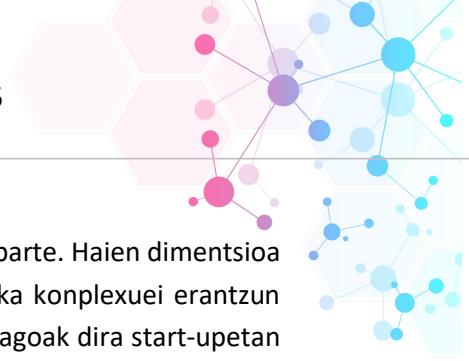 s
parte. Haien dimentsioa
ka konplexuei erantzun
agoak dira start-upetan